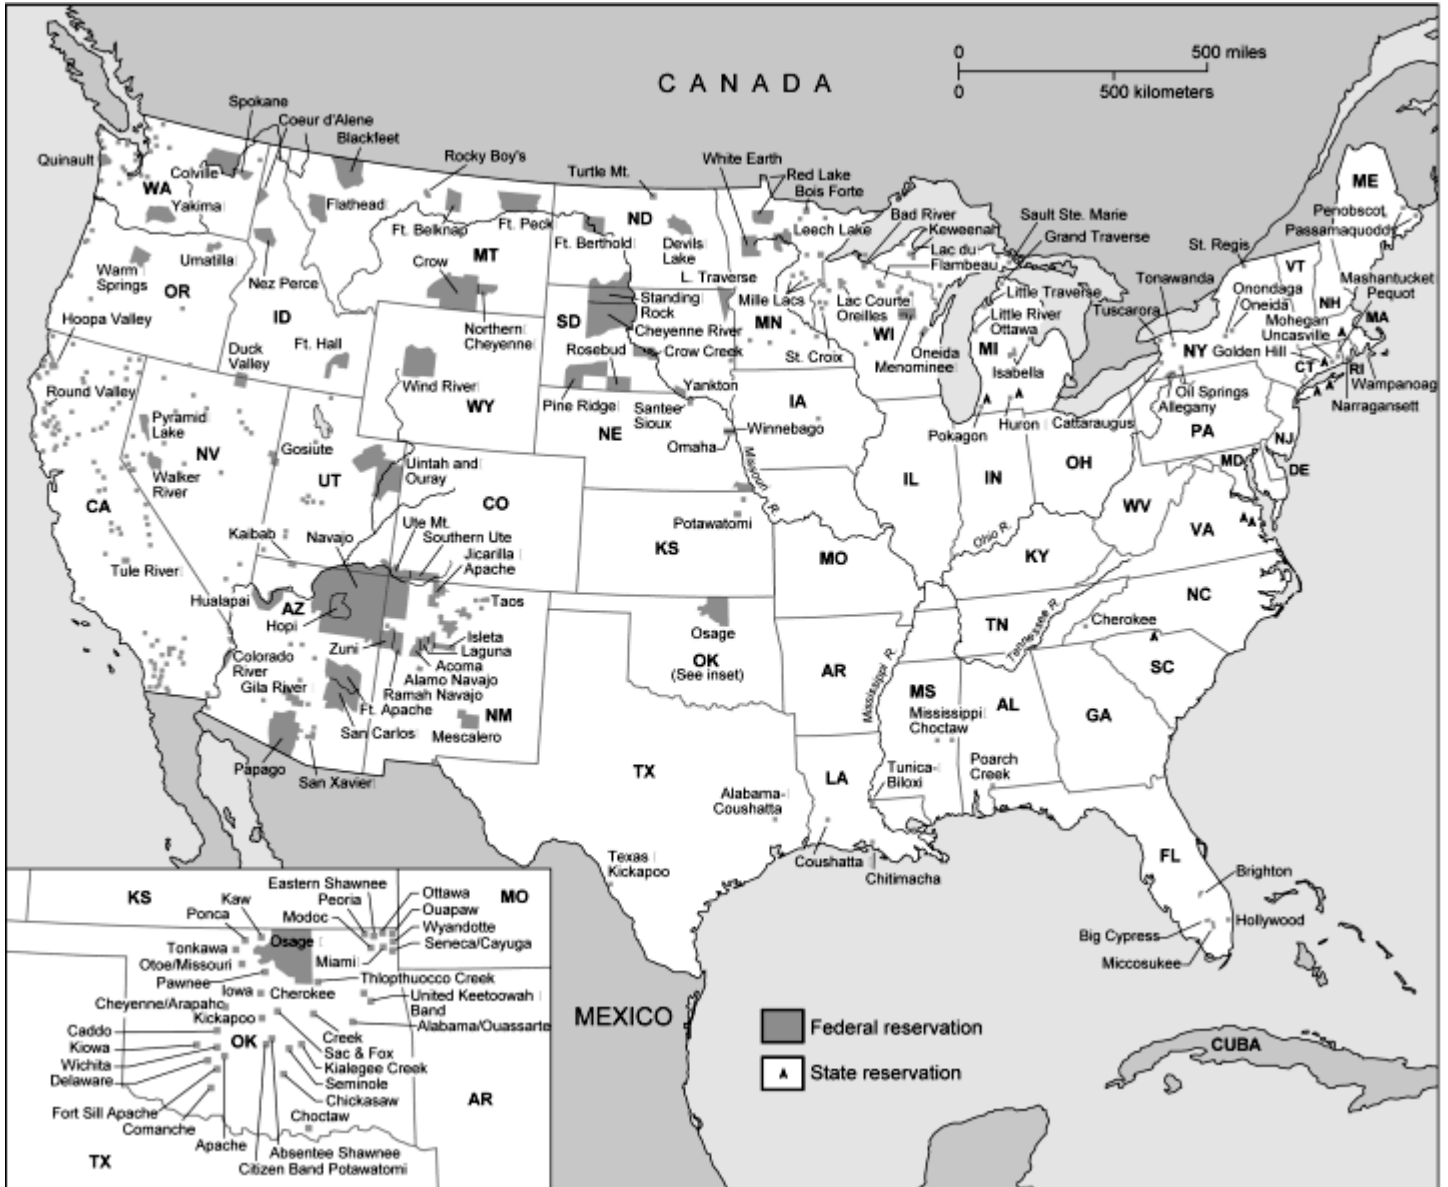 CANADA
0 500 miles
0 500 kilometers
Spokane
Coeur d'Alene
Blackfeet
Quinault
Colville
WA
Yakima
Flathead
Rocky Boy's
Ft. Belknap
Ft. Peck
MT
Crow
Northern
Cheyenne
Umatilla
Warm
Springs
OR
Nez Perce
ID
Hoopa Valley
Duck
Valley
Ft. Hall
Wind River
WY
Turtle Mt.
ND
Ft. Berthold
Devils
Lake
L. Traverse
Standing
Rock
SD
Cheyenne River
Rosebud
Crow Creek
Pine Ridge
Yankton
Santee
Sioux
NE
Omaha
Winnebago
White Earth
Red Lake
Bois Forte
Leech Lake
Mille Lacs
MN
St. Croix
Bad River
Keweenah
Lac du
Flambeau
Lac Courte
Oreilles
WI
Oneida
Menominee
Sault Ste. Marie
Grand Traverse
Little Traverse
Little River
Ottawa
MI
Isabella
Pokagon
Huron
IA
Missouri R.
IL
IN
OH
Ohio R.
St. Regis
Tonawanda
Tuscarora
Onondaga
Oneida
NY
Oil Springs
Allegany
Cattaraugus
PA
ME
Penobscot
Passamaquoddy
VT
NH
Mashantucket
Pequot
MA
Mohegan
Uncasville
Golden Hill
CT
RI
Wampanoag
Narragansett
NJ
MD
DE
WV
VA
KY
NC
Cherokee
TN
Tennessee R.
SC
GA
AL
Poarch
Creek
MS
Mississippi
Choctaw
Mississippi R.
Tunica-
Biloxi
LA
Coushatta
Chitimacha
AR
MO
KS
Potawatomi
Osage
OK
(See inset)
TX
Alabama-
Coushatta
Texas
Kickapoo
Round Valley
Pyramid
Lake
NV
Walker
River
CA
Tule River
Gosiute
UT
Uintah and
Ouray
CO
Kaibab
Navajo
Ute Mt.
Southern Ute
Jicarilla
Apache
Taos
Hualapai
AZ
Hopi
Zuni
Isleta
Laguna
Acoma
Alamo Navajo
Ramah Navajo
Colorado
River
Gila River
Ft.
Apache
San Carlos
NM
Mescalero
Papago
San Xavier
FL
Brighton
Hollywood
Big Cypress
Miccosukee
MEXICO
CUBA
Federal reservation
State reservation
KS
MO
Eastern Shawnee
Kaw
Peoria
Ottawa
Ponca
Modoc
Ouapaw
Wyandotte
Osage
Seneca/Cayuga
Tonkawa
Miami
Otoe/Missouri
Pawnee
Thlopthuocco Creek
Iowa
Cherokee
United Keetoowah
Band
Cheyenne/Arapaho
Kickapoo
Alabama/Ouassarte
Caddo
OK
Creek
Kiowa
Sac & Fox
Wichita
Kialegee Creek
Delaware
Seminole
Chickasaw
AR
Fort Sill Apache
Choctaw
Comanche
Apache
Absentee Shawnee
Citizen Band Potawatomi
TX